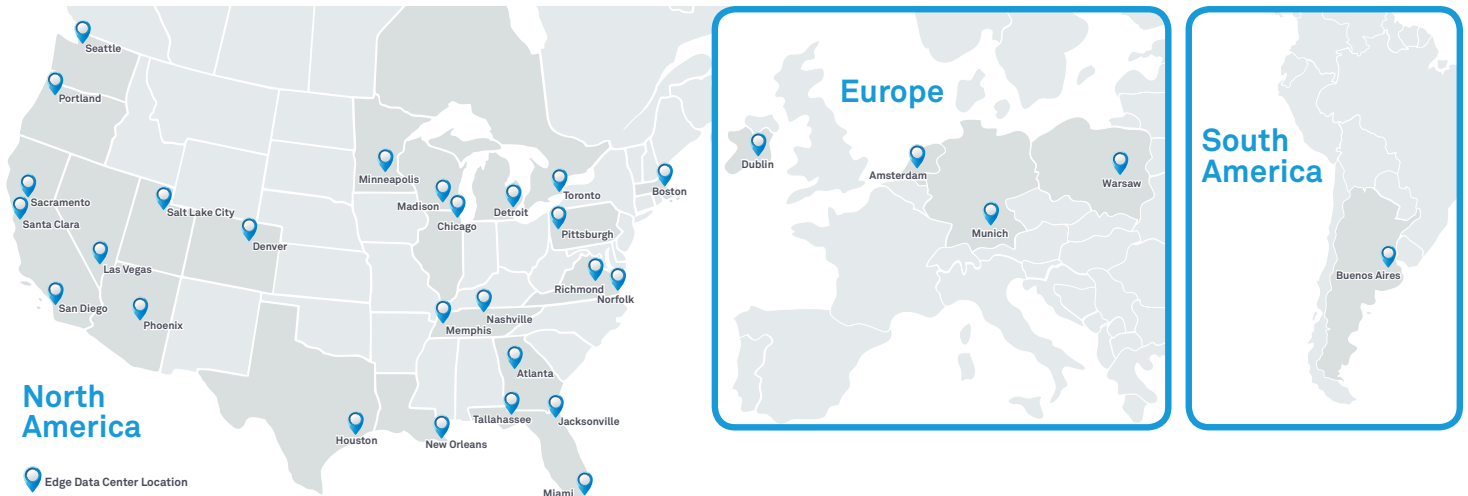 Seattle
Portland
Sacramento
Santa Clara
Salt Lake City
Denver
Las Vegas
San Diego
Phoenix
Minneapolis
Madison
Chicago
Detroit
Toronto
Pittsburgh
Boston
Richmond
Norfolk
Nashville
Memphis
Atlanta
Tallahassee
Jacksonville
Houston
New Orleans
Miami
North
America
Edge Data Center Location
Europe
Dublin
Amsterdam
Warsaw
Munich
South
America
Buenos Aires